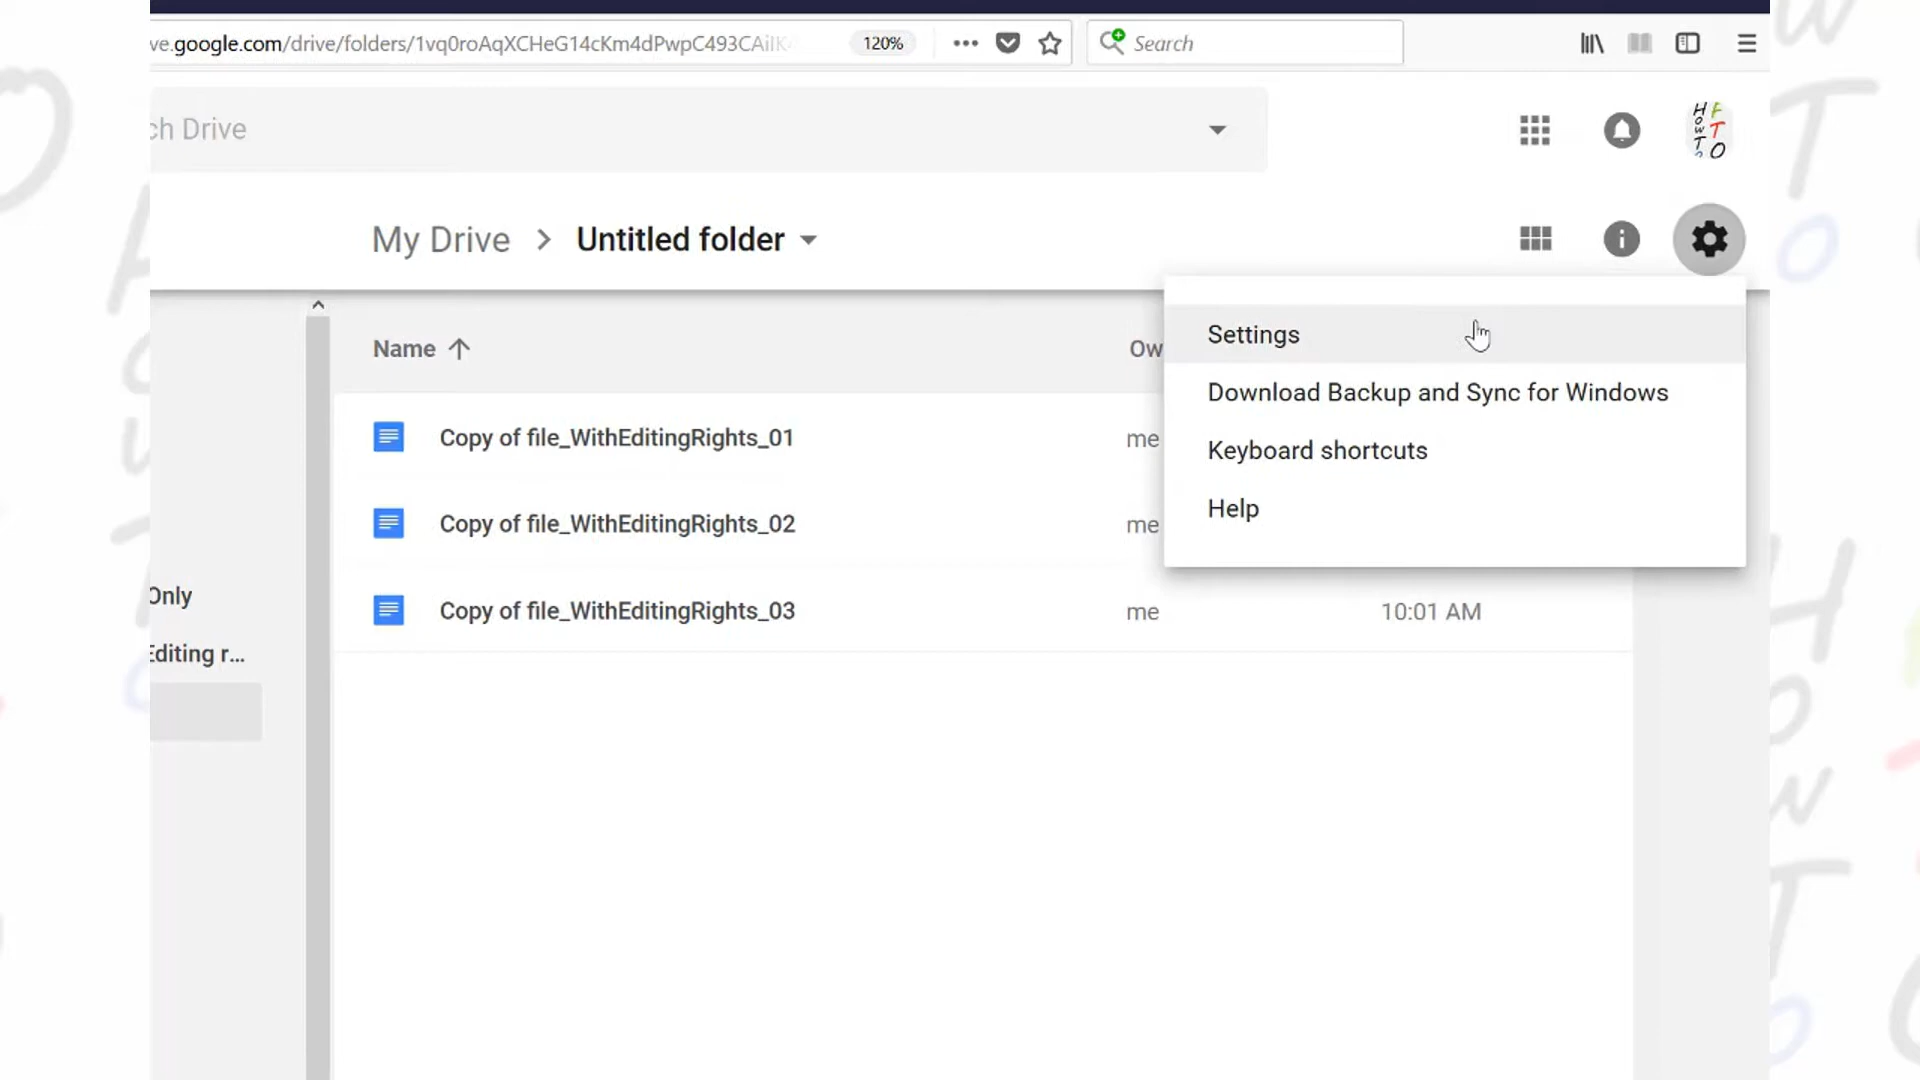 ve.google.com/drive/folders/1vq0roAqXCHeG14cKm4dPwpC493CAiIK
120%
Search
ch Drive
HOWTO FTO
My Drive > Untitled folder
Name
Ow
Settings
Download Backup and Sync for Windows
Keyboard shortcuts
Help
Copy of file_WithEditingRights_01
me
Copy of file_WithEditingRights_02
me
Copy of file_WithEditingRights_03
me
10:01 AM
Only
Editing r...